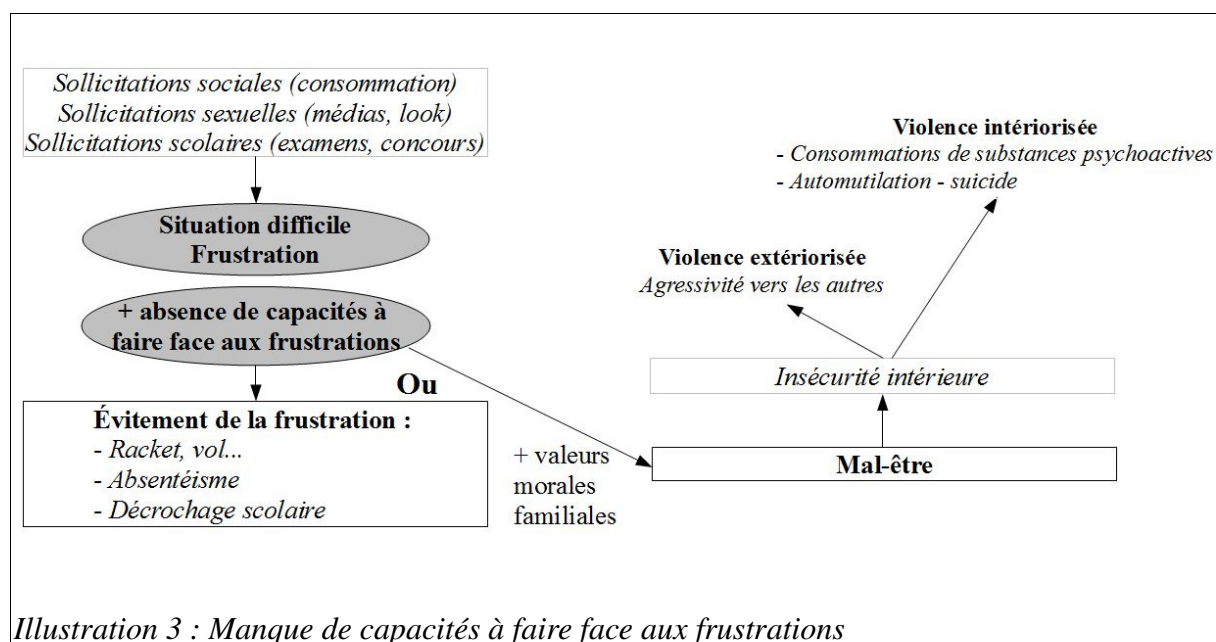 Sollicitations sociales (consommation)
Sollicitations sexuelles (médias, look)
Sollicitations scolaires (examens, concours)
Situation difficile
Frustration
+ absence de capacités à
faire face aux frustrations
Ou
Évitement de la frustration :
- Racket, vol...
- Absentéisme
- Décrochage scolaire
+ valeurs
morales
familiales
Violence intériorisée
- Consommations de substances psychoactives
- Automutilation - suicide
Violence extériorisée
Agressivité vers les autres
Insécurité intérieure
Mal-être
Illustration 3 : Manque de capacités à faire face aux frustrations